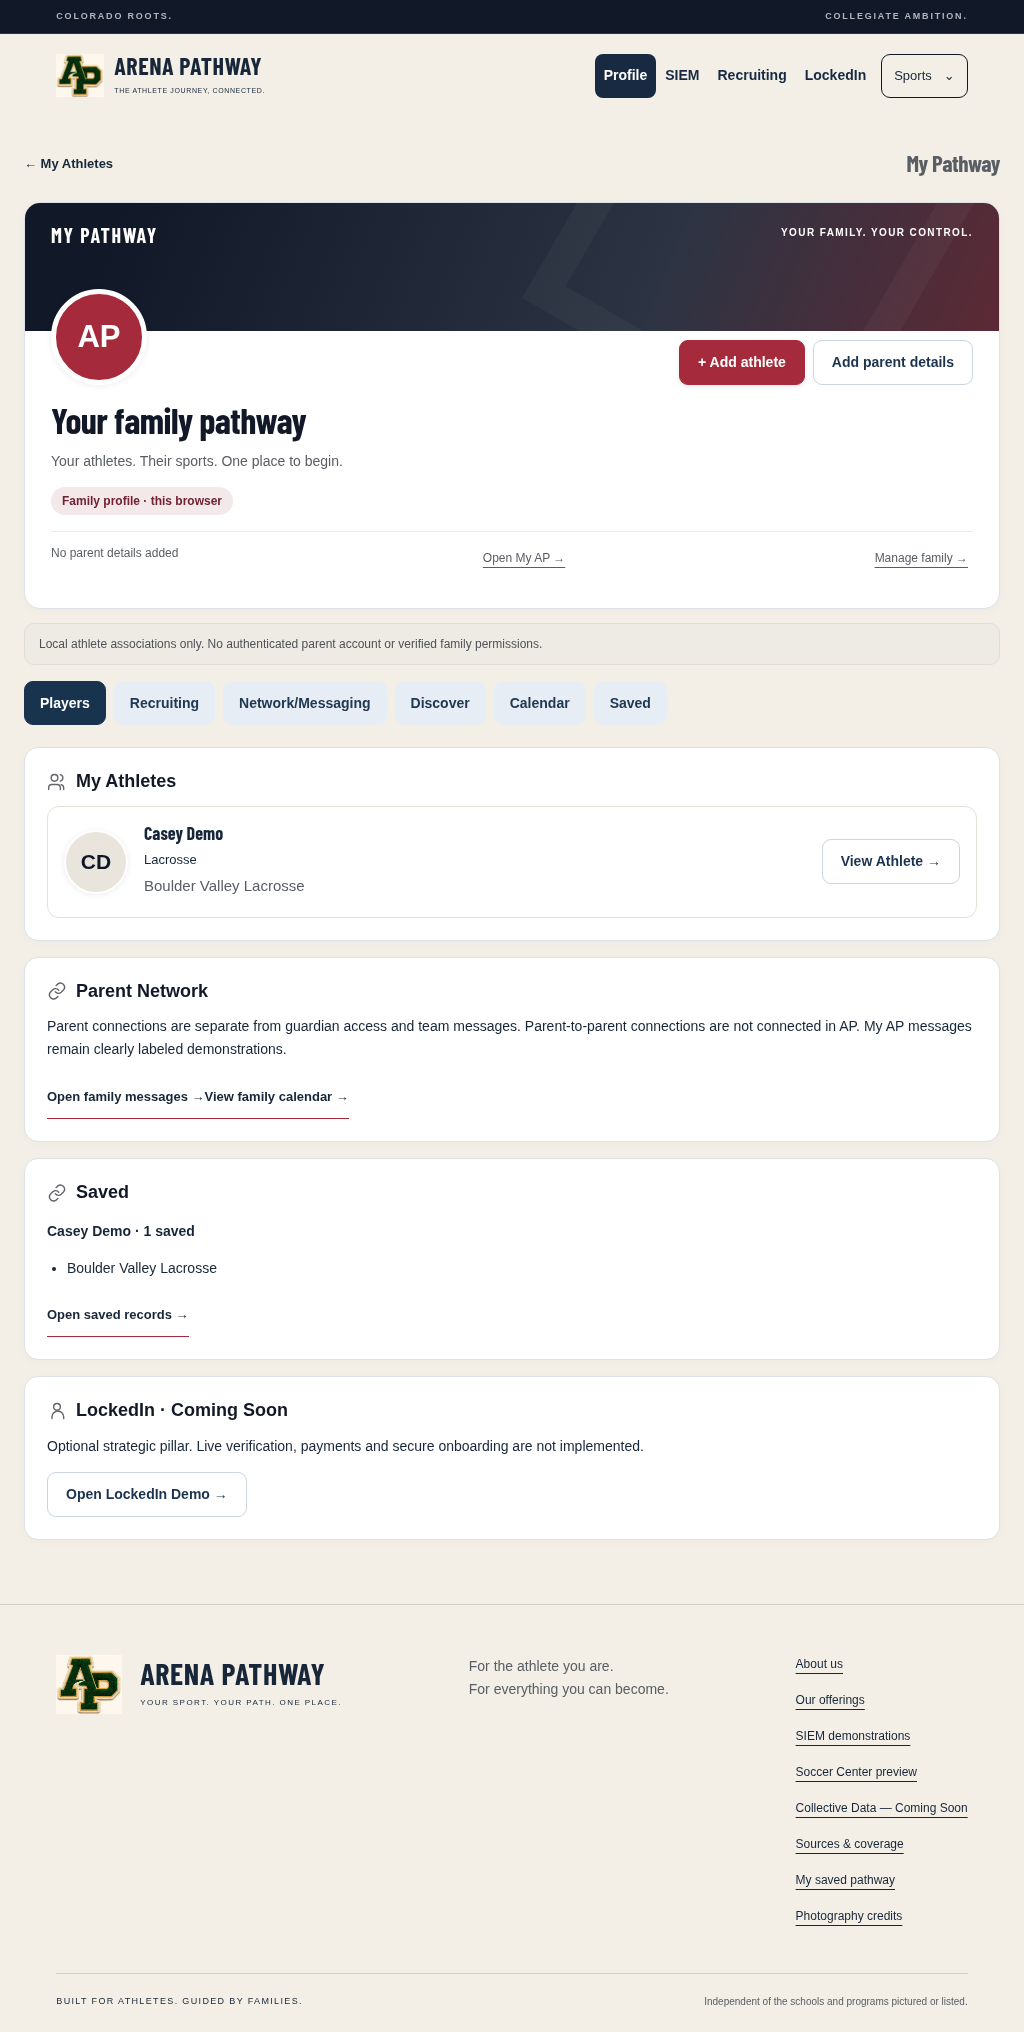 COLORADO ROOTS.
COLLEGIATE AMBITION.
AP
ARENA PATHWAY
THE ATHLETE JOURNEY, CONNECTED.
Profile
SIEM
Recruiting
LockedIn
Sports ⌄
← My Athletes
My Pathway
MY PATHWAY
YOUR FAMILY. YOUR CONTROL.
AP
+ Add athlete
Add parent details
Your family pathway
Your athletes. Their sports. One place to begin.
Family profile · this browser
No parent details added
Open My AP →
Manage family →
Local athlete associations only. No authenticated parent account or verified family permissions.
Players
Recruiting
Network/Messaging
Discover
Calendar
Saved
My Athletes
CD
Casey Demo
Lacrosse
Boulder Valley Lacrosse
View Athlete →
Parent Network
Parent connections are separate from guardian access and team messages. Parent-to-parent connections are not connected in AP. My AP messages
remain clearly labeled demonstrations.
Open family messages →View family calendar →
Saved
Casey Demo · 1 saved
• Boulder Valley Lacrosse
Open saved records →
LockedIn · Coming Soon
Optional strategic pillar. Live verification, payments and secure onboarding are not implemented.
Open LockedIn Demo →
AP
ARENA PATHWAY
YOUR SPORT. YOUR PATH. ONE PLACE.
For the athlete you are.
For everything you can become.
About us
Our offerings
SIEM demonstrations
Soccer Center preview
Collective Data — Coming Soon
Sources & coverage
My saved pathway
Photography credits
BUILT FOR ATHLETES. GUIDED BY FAMILIES.
Independent of the schools and programs pictured or listed.